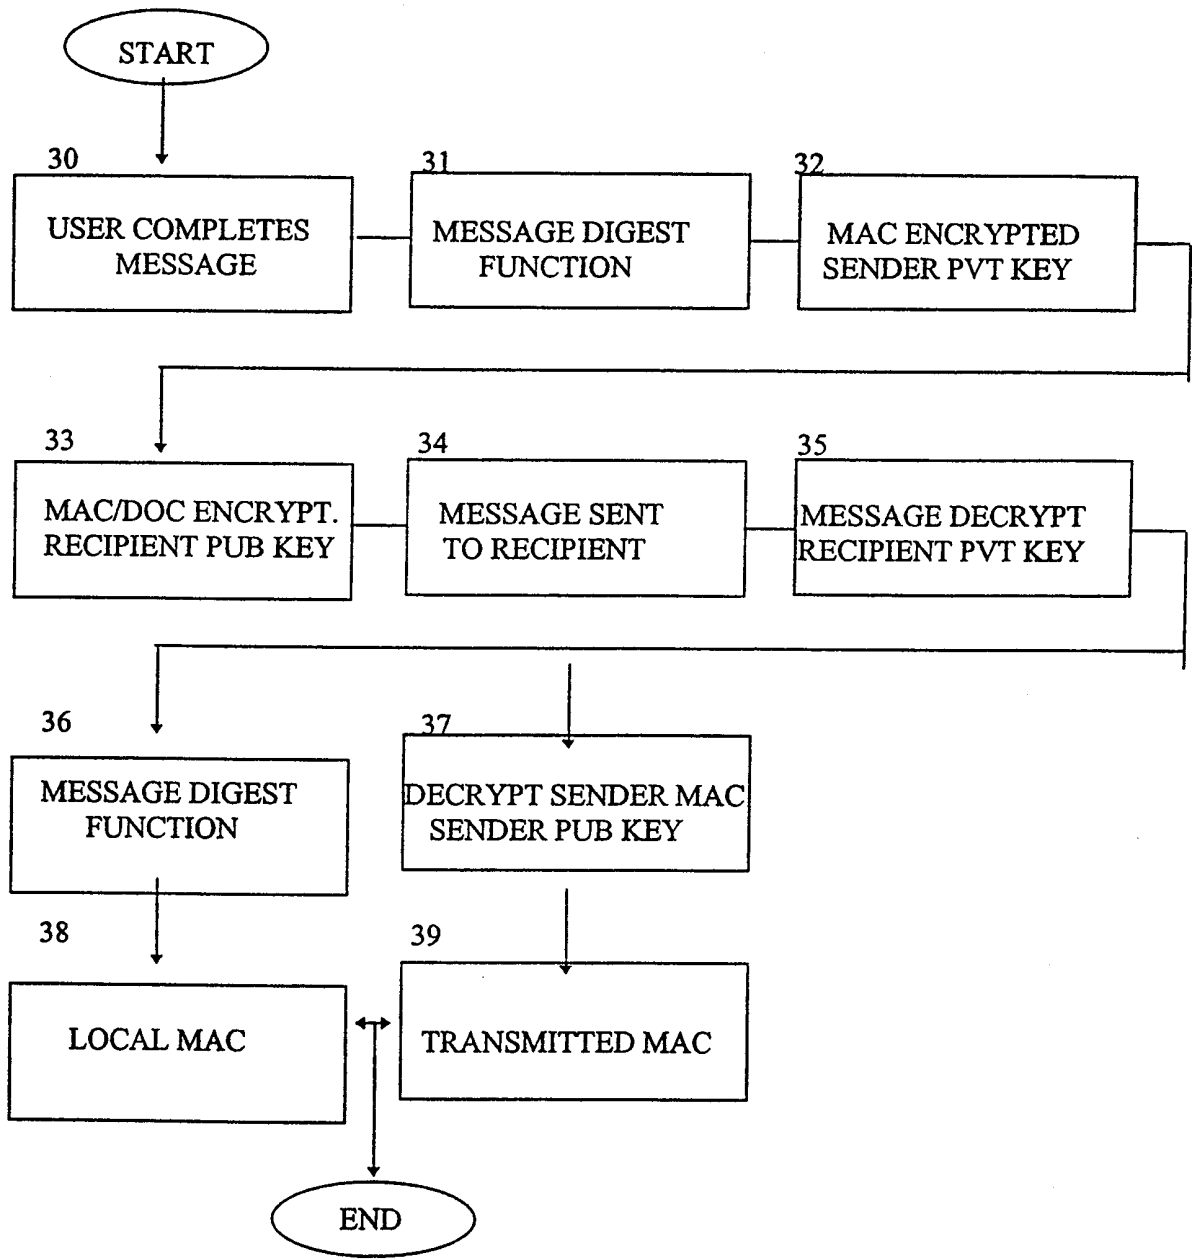 START
30
USER COMPLETES
MESSAGE
31
MESSAGE DIGEST
FUNCTION
32
MAC ENCRYPTED
SENDER PVT KEY
33
MAC/DOC ENCRYPT.
RECIPIENT PUB KEY
34
MESSAGE SENT
TO RECIPIENT
35
MESSAGE DECRYPT
RECIPIENT PVT KEY
36
MESSAGE DIGEST
FUNCTION
37
DECRYPT SENDER MAC
SENDER PUB KEY
38
LOCAL MAC
39
TRANSMITTED MAC
END